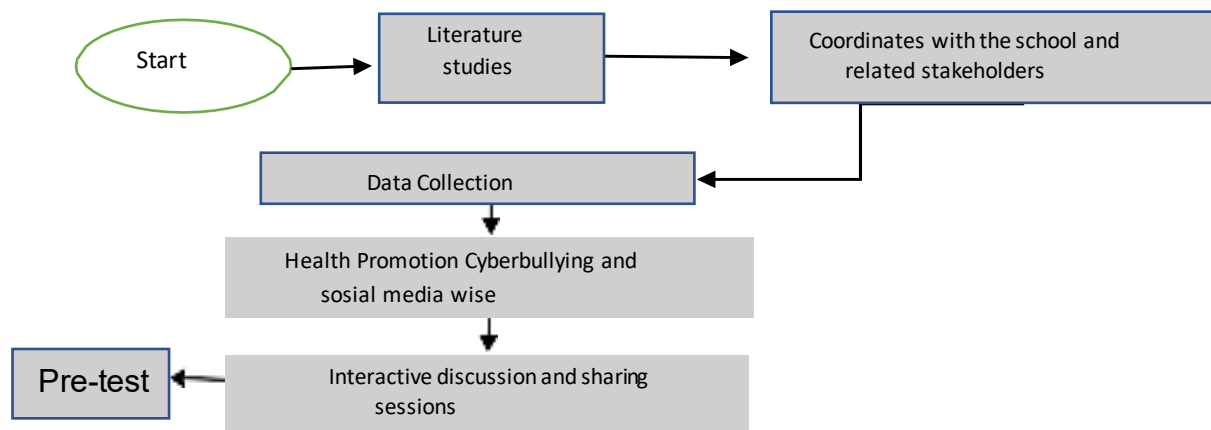 Start
Literature
studies
Coordinates with the school and
related stakeholders
Data Collection
Health Promotion Cyberbullying and
sosial media wise
Interactive discussion and sharing
sessions
Pre-test